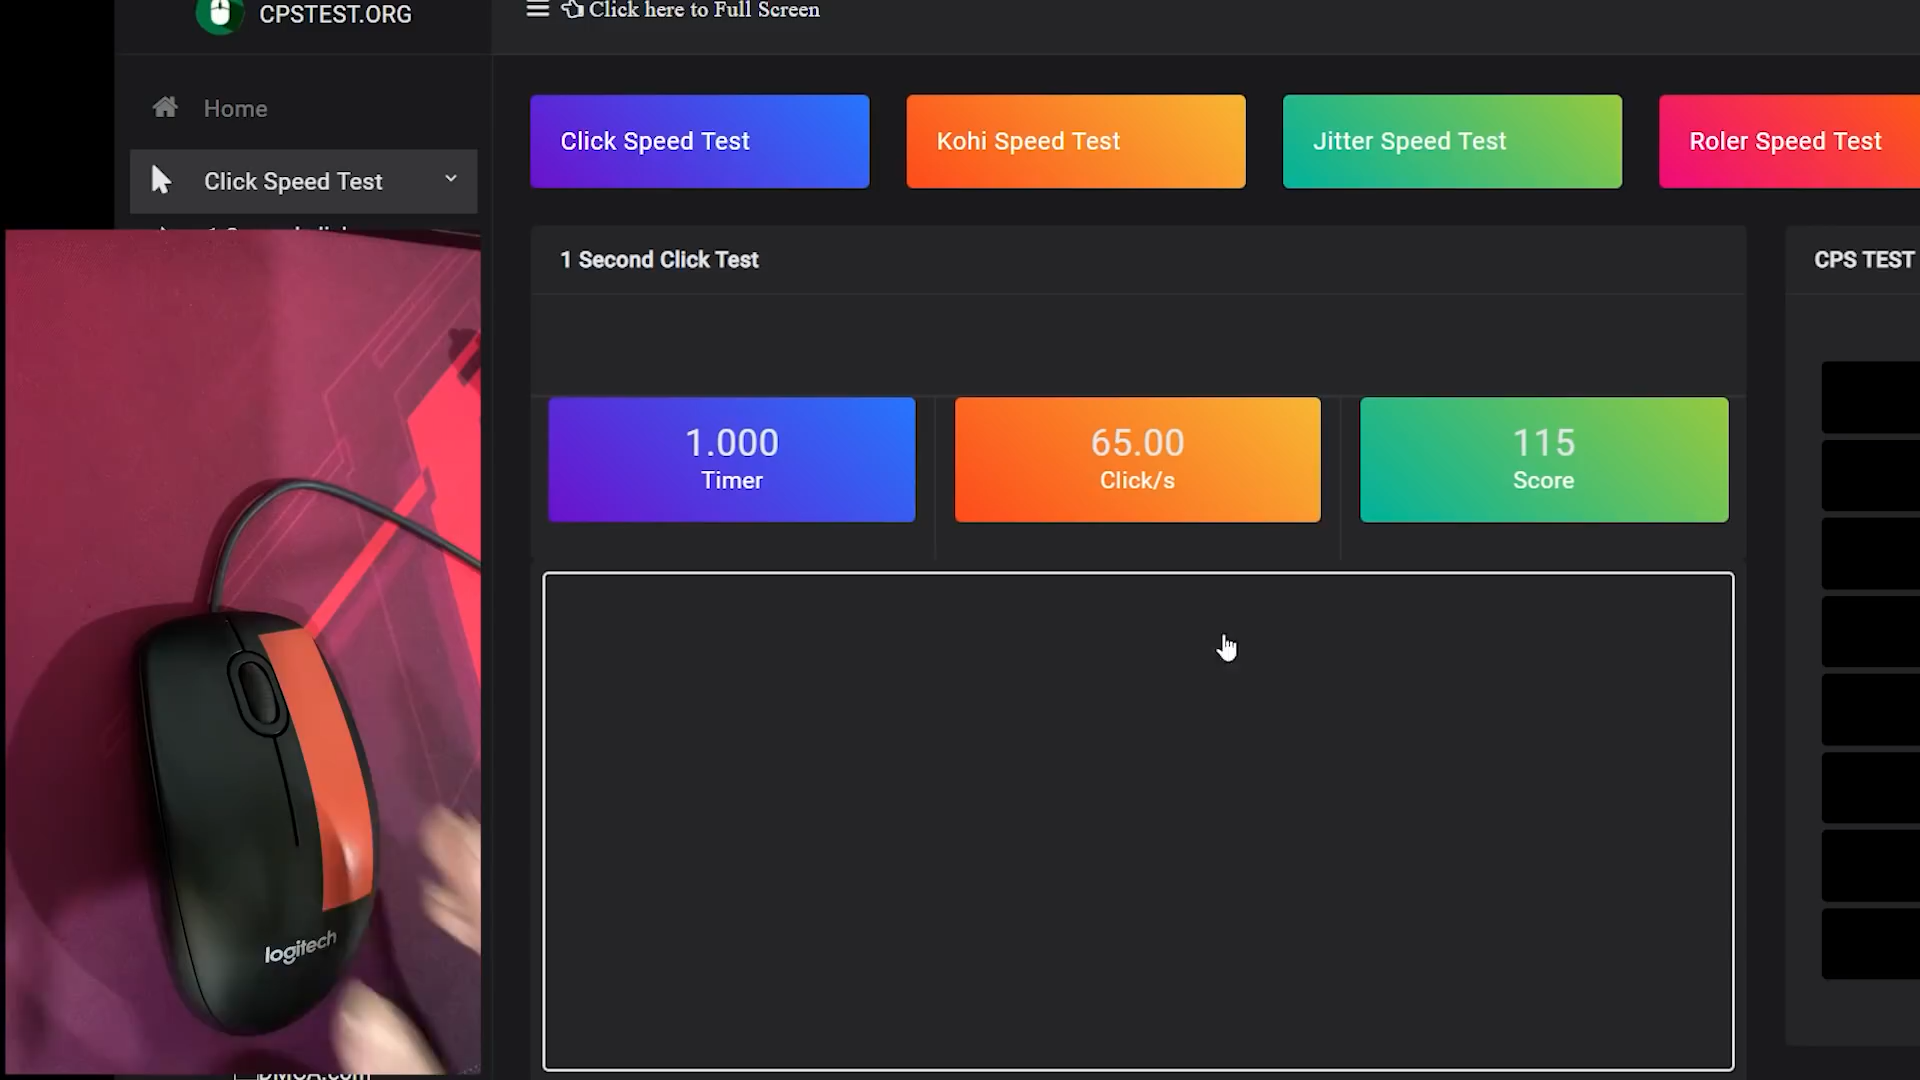 CPSTEST.ORG
Click here to Full Screen
Home
Click Speed Test
Click Speed Test
Kohi Speed Test
Jitter Speed Test
Roler Speed Test
1 Second Click Test
CPS TEST
1.000
Timer
65.00
Click/s
115
Score
logitech